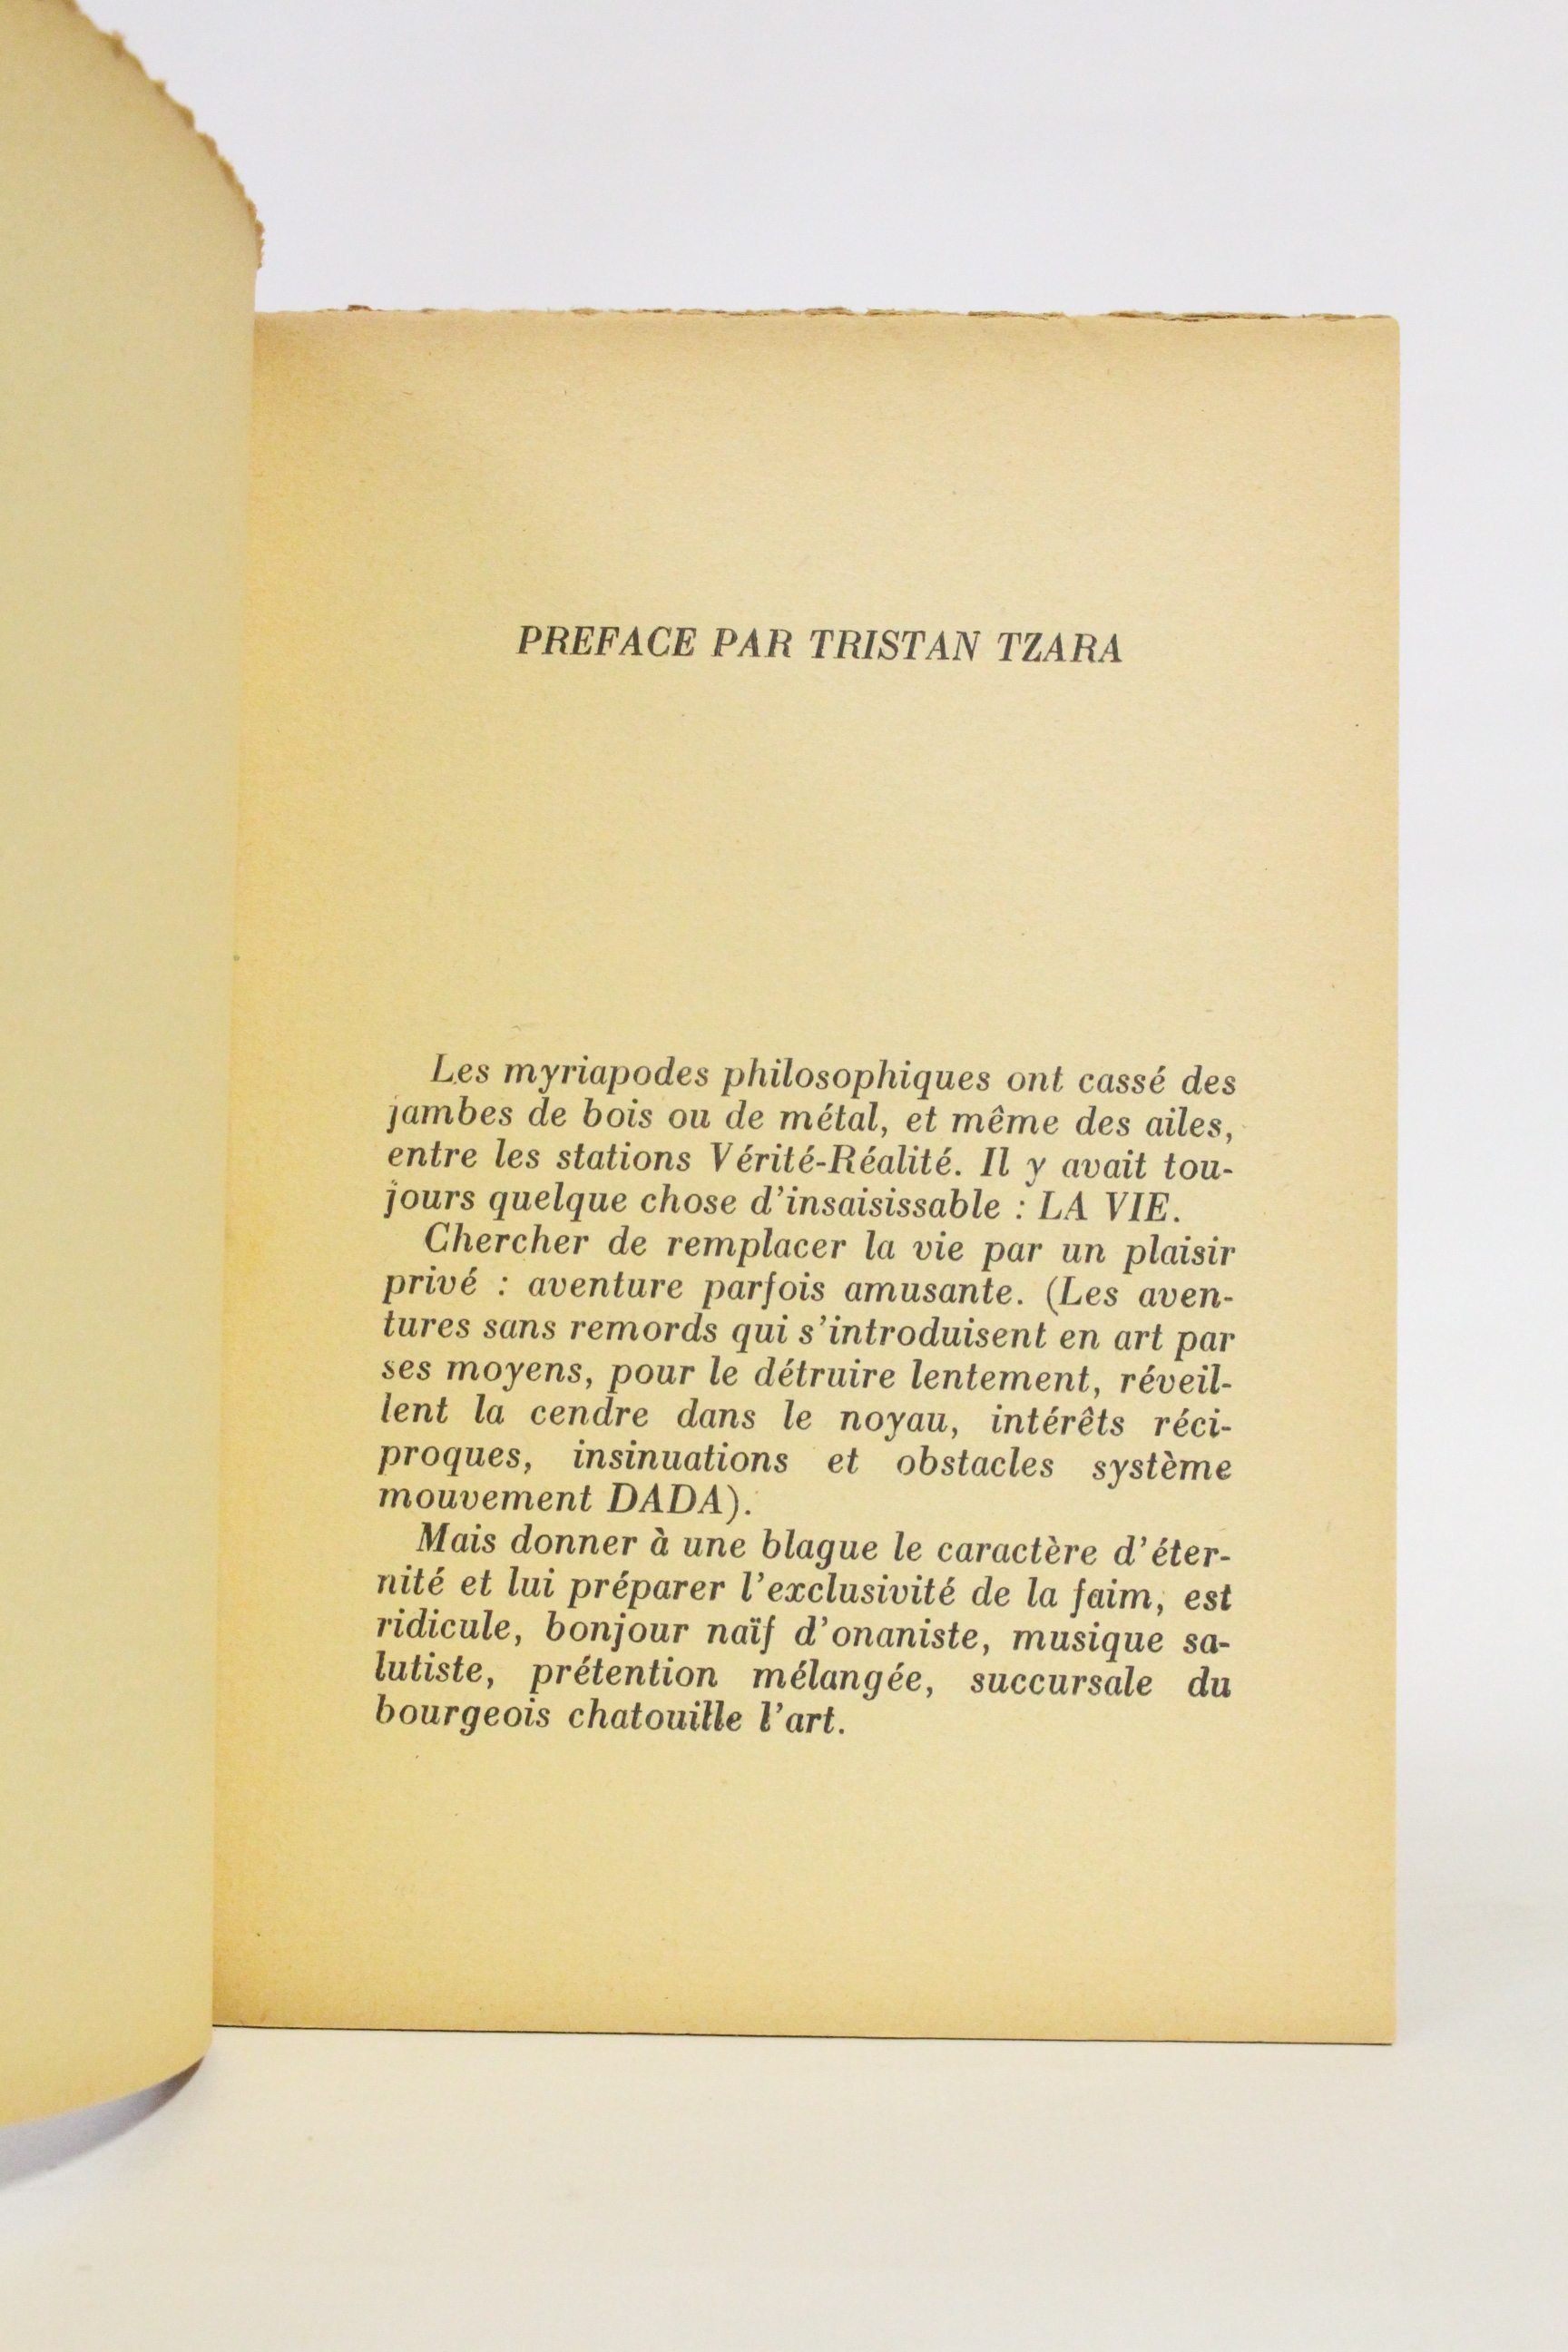 PREFACE PAR TRISTAN TZARA
Les myriapodes philosophiques ont cassé des
jambes de bois ou de métal, et même des ailes,
entre les stations Vérité-Réalité. Il y avait tou-
jours quelque chose d'insaisissable : LA VIE.
Chercher de remplacer la vie par un plaisir
privé : aventure parfois amusante. (Les aven-
tures sans remords qui s'introduisent en art par
ses moyens, pour le détruire lentement, réveil-
lent la cendre dans le noyau, intérêts réci-
proques, insinuations et obstacles système
mouvement DADA).
Mais donner à une blague le caractère d'éter-
nité et lui préparer l'exclusivité de la faim, est
ridicule, bonjour naïf d'onaniste, musique sa-
lutiste, prétention mélangée, succursale du
bourgeois chatouille l'art.